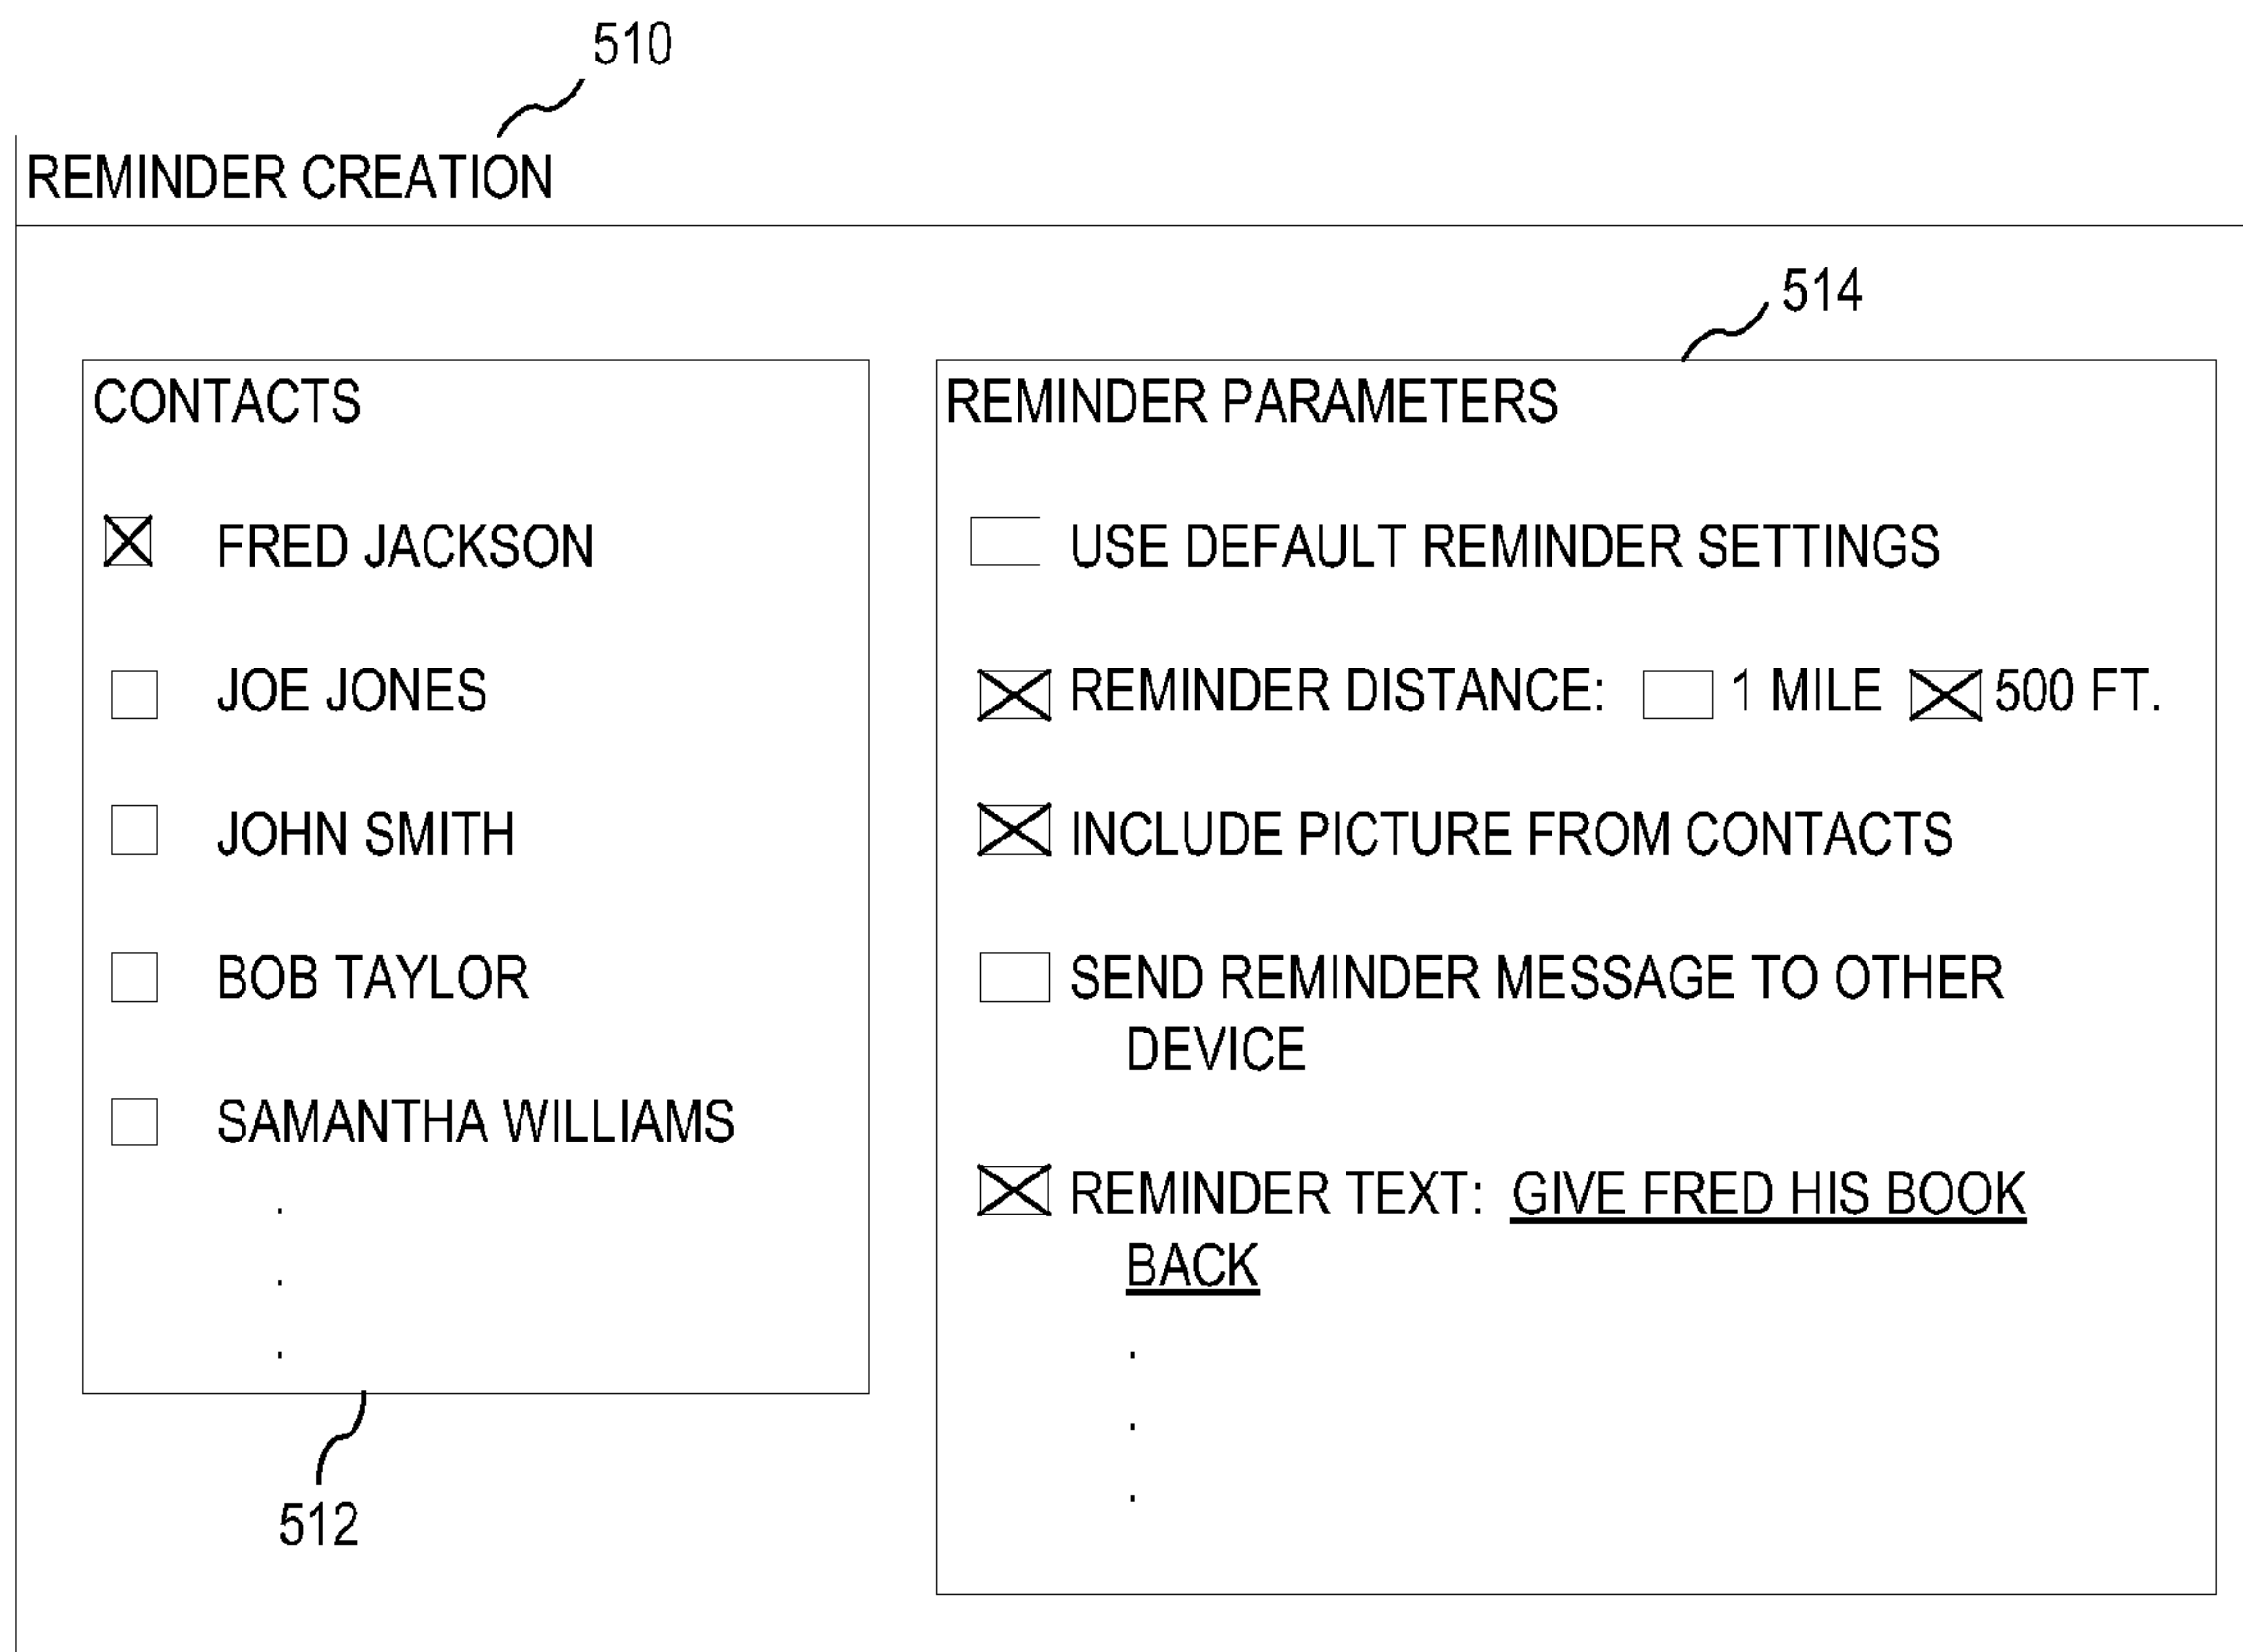 510
REMINDER CREATION
514
CONTACTS
FRED JACKSON
JOE JONES
JOHN SMITH
BOB TAYLOR
SAMANTHA WILLIAMS
.
.
.
512
REMINDER PARAMETERS
USE DEFAULT REMINDER SETTINGS
REMINDER DISTANCE: 1 MILE 500 FT.
INCLUDE PICTURE FROM CONTACTS
SEND REMINDER MESSAGE TO OTHER
DEVICE
REMINDER TEXT: GIVE FRED HIS BOOK
BACK
.
.
.